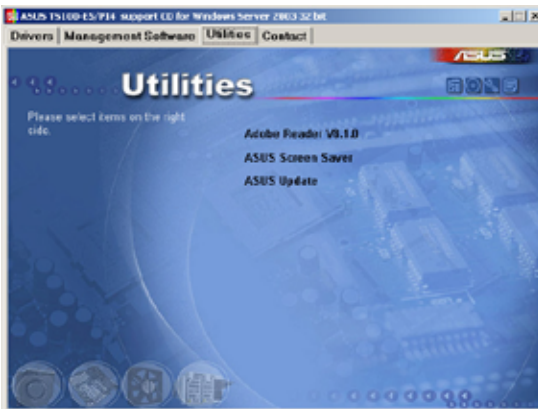 ASUS TS100-E5/PI4 support CD for Windows Server 2003 32 bit
Drivers Management Software Utilities Contact
ASUS
Utilities
Please select items on the right
side.
Adobe Reader V8.1.0
ASUS Screen Saver
ASUS Update